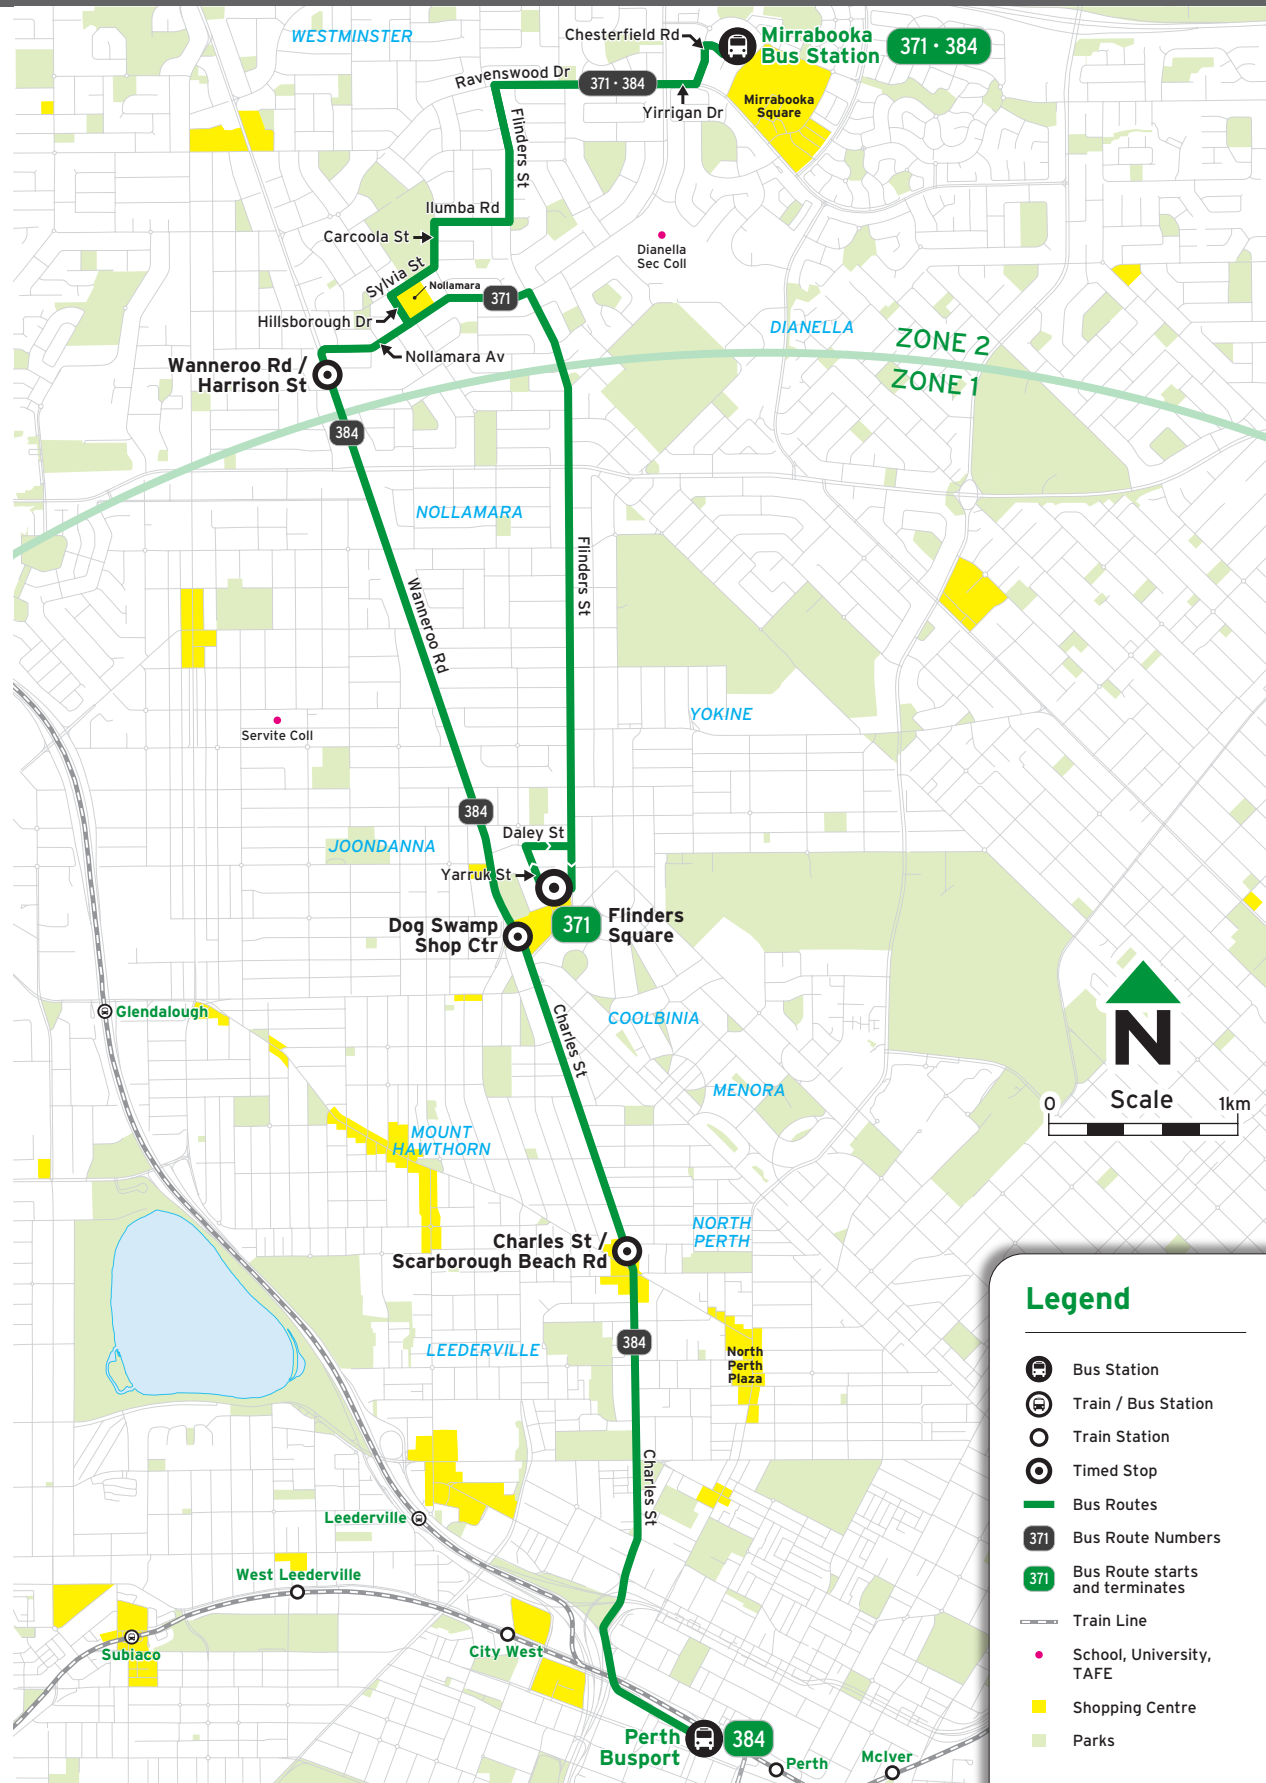 WESTMINSTER
Chesterfield Rd
Mirrabooka
Bus Station
371 · 384
Ravenswood Dr
371 · 384
Yirrigan Dr
Mirrabooka
Square
Flinders St
Ilumba Rd
Carcoola St
Dianella
Sec Coll
Sylvia St
Nollamara
371
Hillsborough Dr
DIANELLA
ZONE 2
ZONE 1
Nollamara Av
Wanneroo Rd /
Harrison St
384
NOLLAMARA
Flinders St
Wanneroo Rd
YOKINE
Servite Coll
384
Daley St
JOONDANNA
Yarruk St
371
Flinders
Square
Dog Swamp
Shop Ctr
Glendalough
Charles St
COOLBINIA
MENORA
N
Scale
0
1km
MOUNT
HAWTHORN
NORTH
PERTH
Charles St /
Scarborough Beach Rd
384
LEEDERVILLE
North
Perth
Plaza
Charles St
Leederville
West Leederville
Subiaco
City West
Perth
Busport
384
Perth
McIver
Legend
Bus Station
Train / Bus Station
Train Station
Timed Stop
Bus Routes
371
Bus Route Numbers
371
Bus Route starts
and terminates
Train Line
School, University,
TAFE
Shopping Centre
Parks